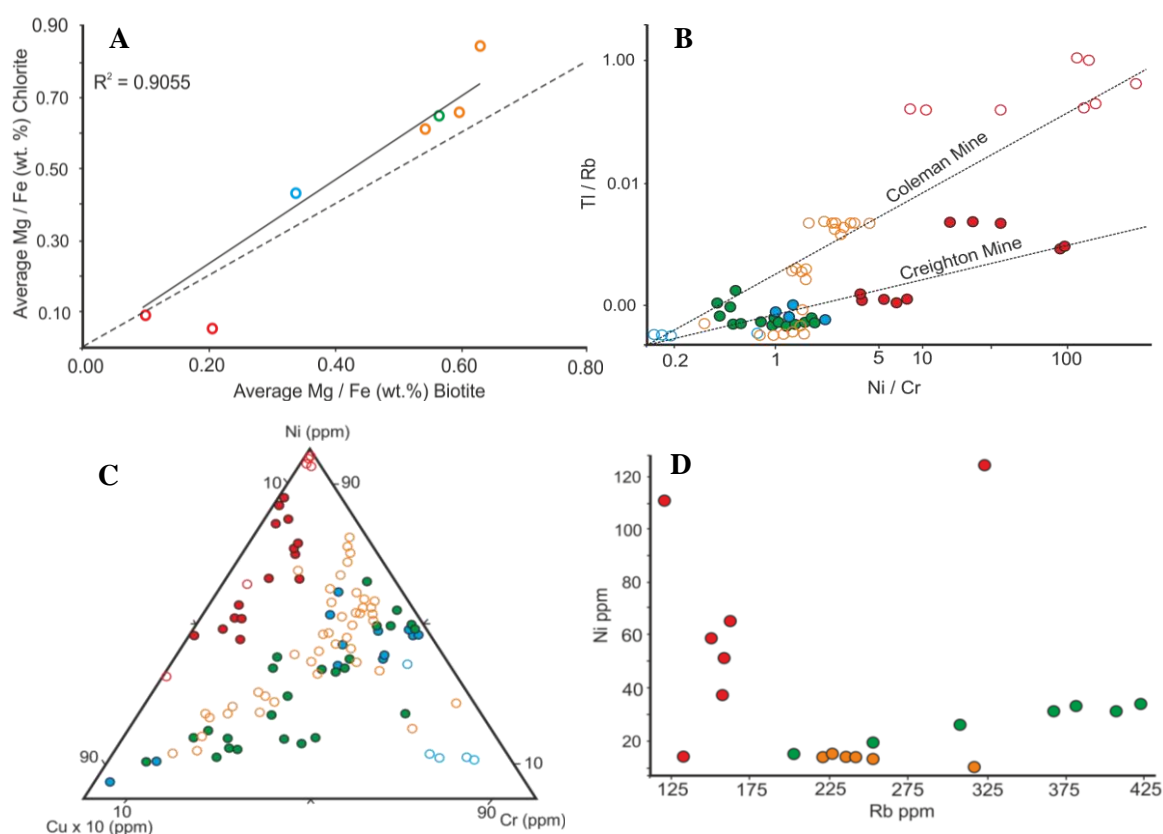 A
R² = 0.9055
Average Mg / Fe (wt. %) Chlorite
0.90
0.70
0.50
0.30
0.10
0.00
0.20
0.40
0.60
0.80
Average Mg / Fe (wt.%) Biotite
B
Tl / Rb
1.00
0.01
0.00
Coleman Mine
Creighton Mine
0.2
1
5
10
100
Ni / Cr
C
Ni (ppm)
10
90
90
10
10
90
Cu x 10 (ppm)
Cr (ppm)
D
Ni ppm
120
100
80
60
40
20
125
175
225
275
325
375
425
Rb ppm